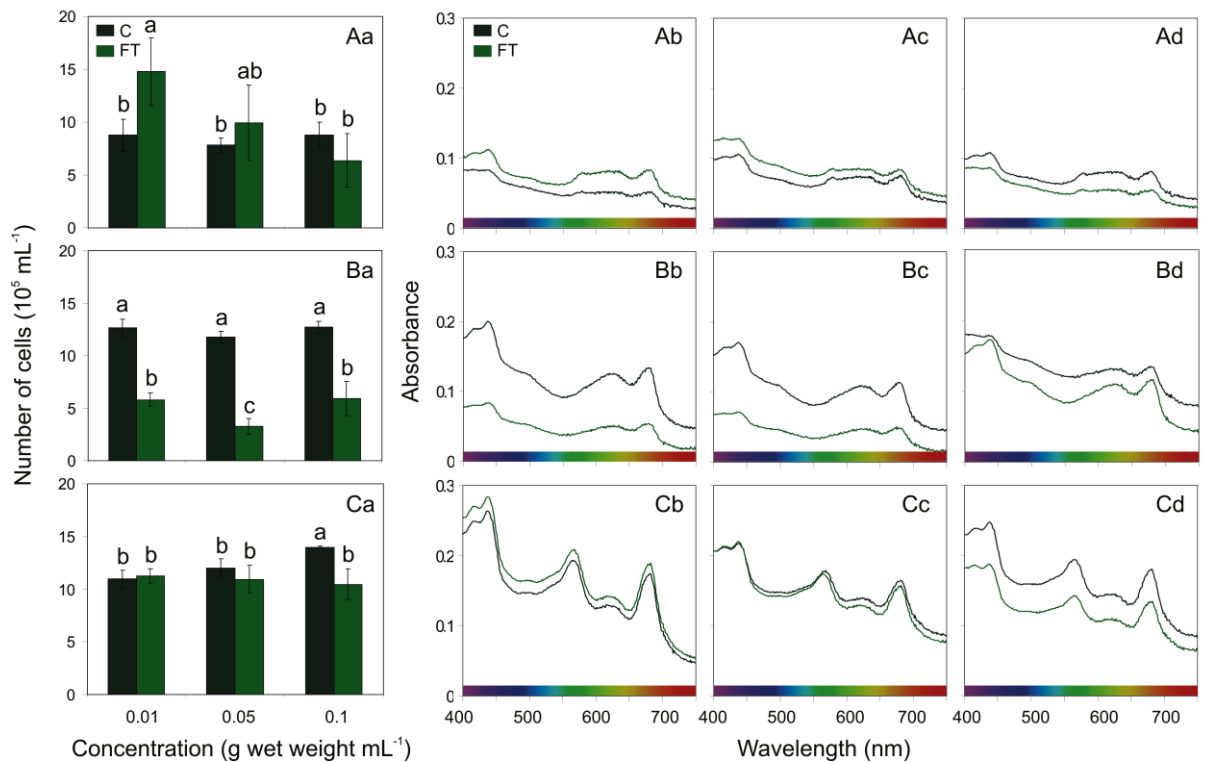 Number of cells (10⁵ mL⁻¹)
20
15
10
5
0
C
FT
Aa
b
a
b
ab
b
b
20
15
10
5
0
Ba
a
b
a
c
a
b
20
15
10
5
0
Ca
b
b
b
b
a
b
0.01 0.05 0.1
Concentration (g wet weight mL⁻¹)
Absorbance
0.3
0.2
0.1
0
C
FT
Ab
Ac
Ad
0.3
0.2
0.1
0
Bb
Bc
Bd
0.3
0.2
0.1
0
Cb
Cc
Cd
400 500 600 700
400 500 600 700
400 500 600 700
Wavelength (nm)